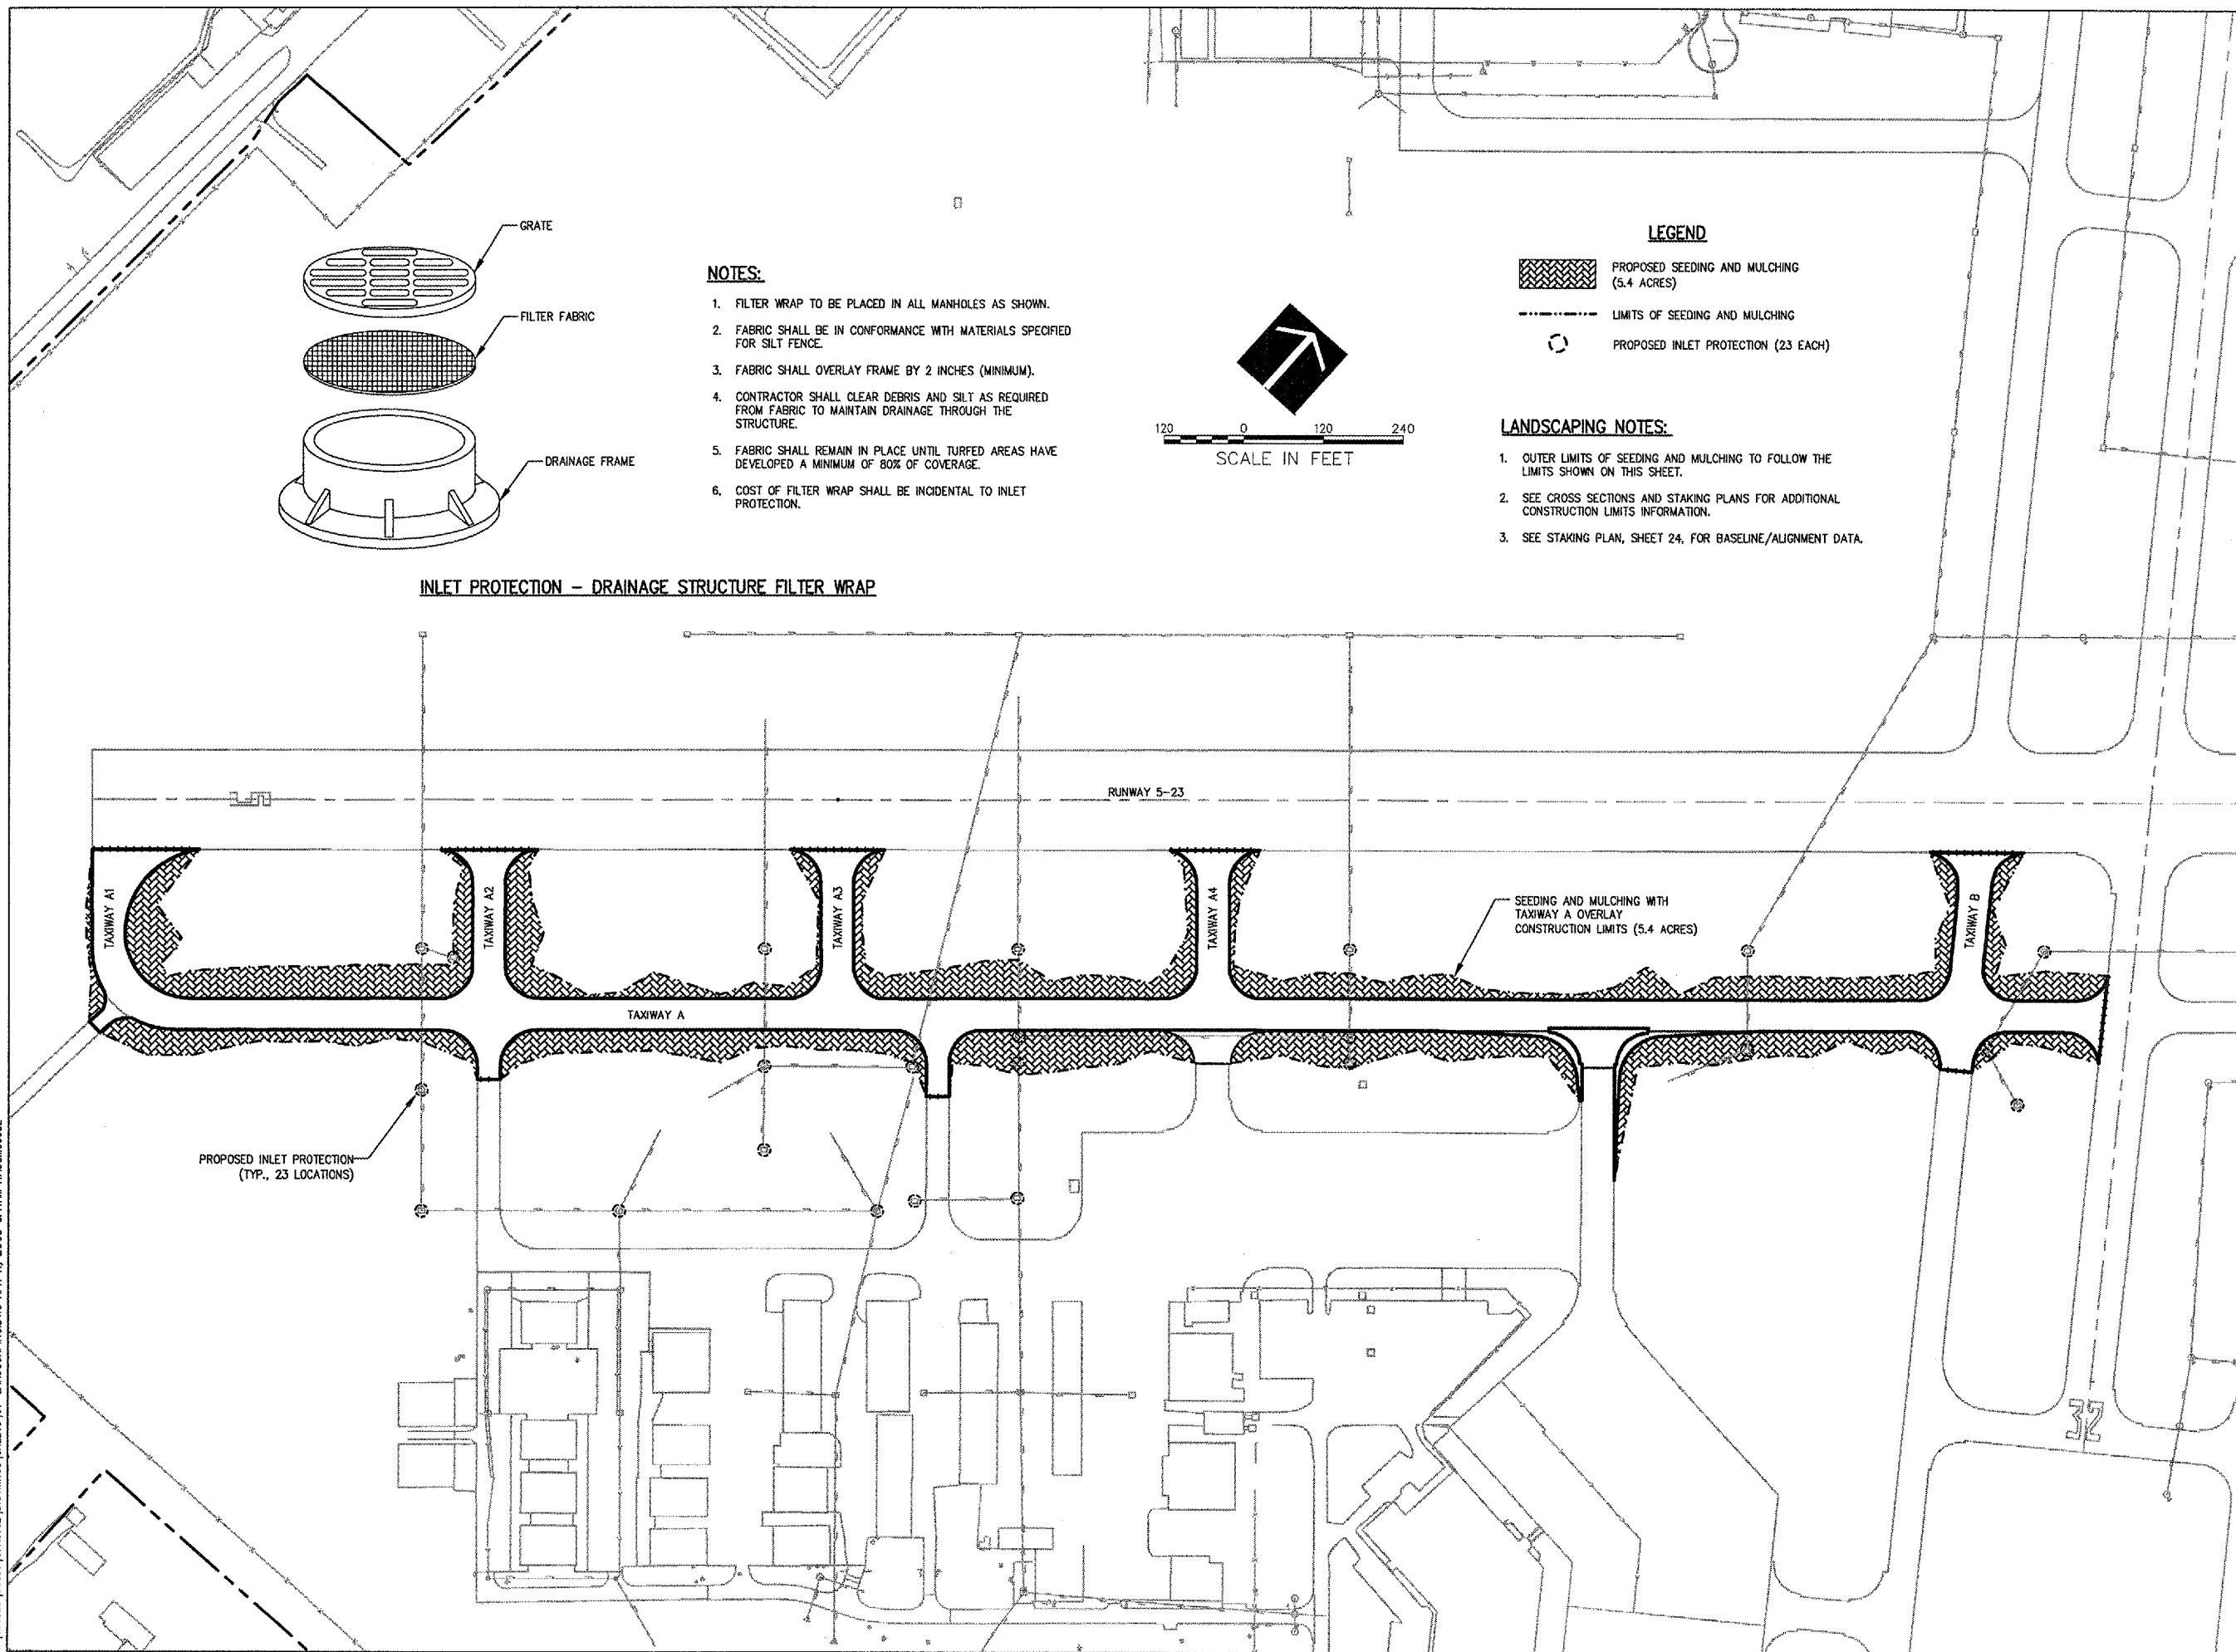 GRATE
FILTER FABRIC
DRAINAGE FRAME
INLET PROTECTION – DRAINAGE STRUCTURE FILTER WRAP
NOTES:
1. FILTER WRAP TO BE PLACED IN ALL MANHOLES AS SHOWN.
2. FABRIC SHALL BE IN CONFORMANCE WITH MATERIALS SPECIFIED
FOR SILT FENCE.
3. FABRIC SHALL OVERLAY FRAME BY 2 INCHES (MINIMUM).
4. CONTRACTOR SHALL CLEAR DEBRIS AND SILT AS REQUIRED
FROM FABRIC TO MAINTAIN DRAINAGE THROUGH THE
STRUCTURE.
5. FABRIC SHALL REMAIN IN PLACE UNTIL TURFED AREAS HAVE
DEVELOPED A MINIMUM OF 80% OF COVERAGE.
6. COST OF FILTER WRAP SHALL BE INCIDENTAL TO INLET
PROTECTION.
120 0 120 240
SCALE IN FEET
LEGEND
PROPOSED SEEDING AND MULCHING
(5.4 ACRES)
LIMITS OF SEEDING AND MULCHING
PROPOSED INLET PROTECTION (23 EACH)
LANDSCAPING NOTES:
1. OUTER LIMITS OF SEEDING AND MULCHING TO FOLLOW THE
LIMITS SHOWN ON THIS SHEET.
2. SEE CROSS SECTIONS AND STAKING PLANS FOR ADDITIONAL
CONSTRUCTION LIMITS INFORMATION.
3. SEE STAKING PLAN, SHEET 24, FOR BASELINE/ALIGNMENT DATA.
5
RUNWAY 5-23
TAXIWAY A1
TAXIWAY A2
TAXIWAY A3
TAXIWAY A4
TAXIWAY B
SEEDING AND MULCHING WITH
TAXIWAY A OVERLAY
CONSTRUCTION LIMITS (5.4 ACRES)
TAXIWAY A
PROPOSED INLET PROTECTION
(TYP., 23 LOCATIONS)
32